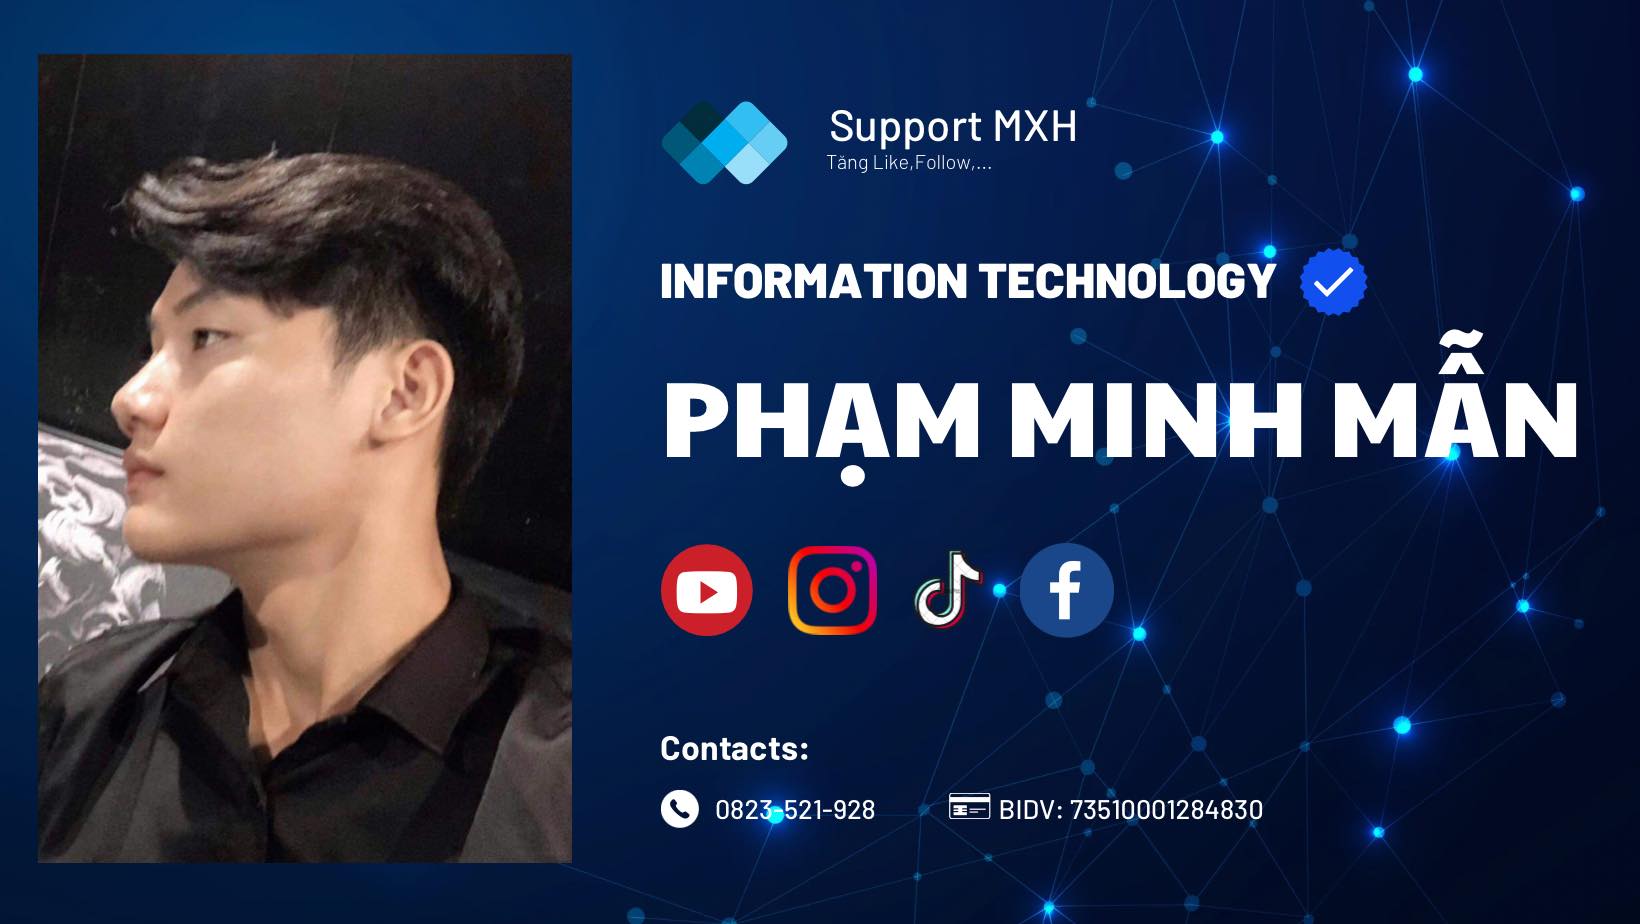 Support MXH
Tăng Like,Follow,...
INFORMATION TECHNOLOGY
PHẠM MINH MẪN
Contacts:
0823-521-928
BIDV: 73510001284830